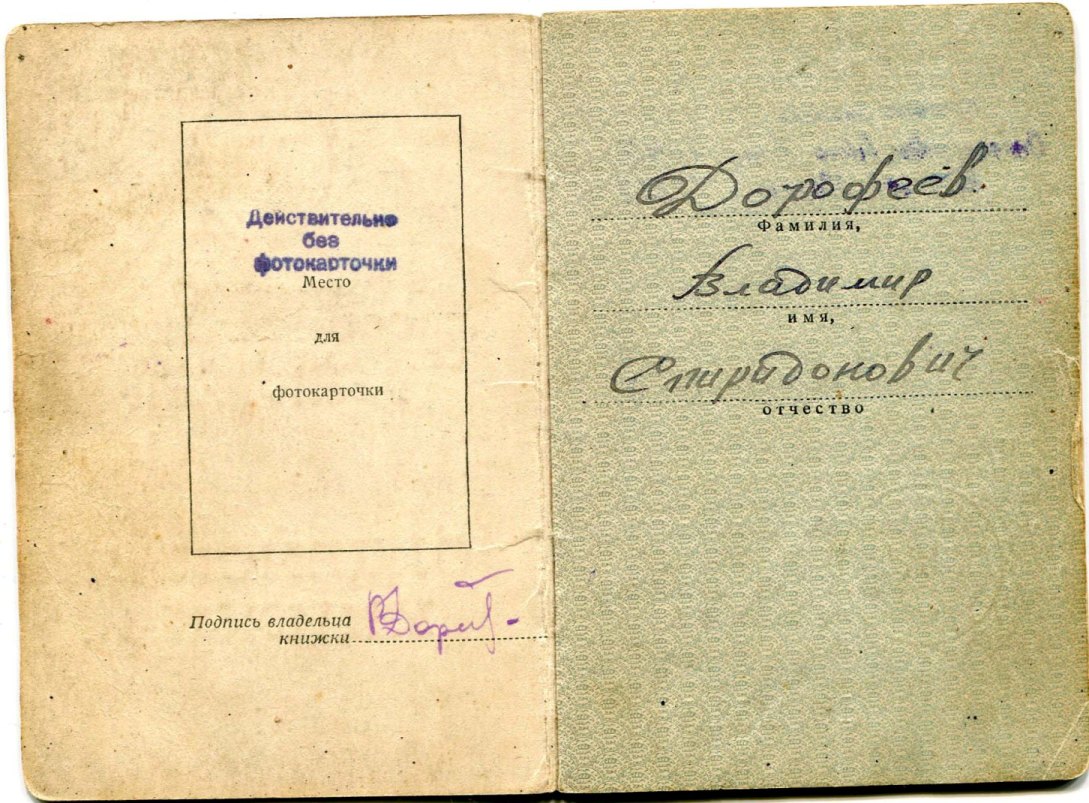 Действительно
без
фотокарточки
Место
для
фотокарточки
Подпись владельца
книжки
Дорофеев
Фамилия,
Владимир
имя,
Спиридонович
отчество